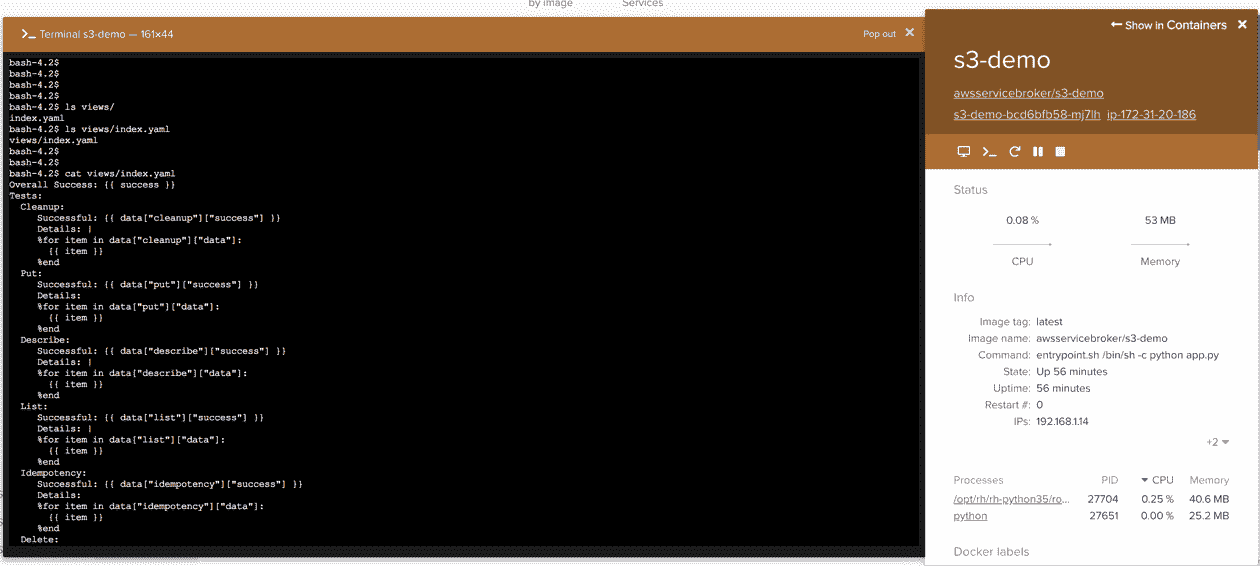 by image Services
Terminal s3-demo — 161×44 Pop out
bash-4.2$
bash-4.2$
bash-4.2$
bash-4.2$
bash-4.2$ ls views/
index.yaml
bash-4.2$ ls views/index.yaml
views/index.yaml
bash-4.2$
bash-4.2$
bash-4.2$ cat views/index.yaml
Overall Success: {{ success }}
Tests:
  Cleanup:
     Successful: {{ data["cleanup"]["success"] }}
     Details: |
     %for item in data["cleanup"]["data"]:
       {{ item }}
     %end
  Put:
     Successful: {{ data["put"]["success"] }}
     Details:
     %for item in data["put"]["data"]:
       {{ item }}
     %end
  Describe:
     Successful: {{ data["describe"]["success"] }}
     Details: |
     %for item in data["describe"]["data"]:
       {{ item }}
     %end
  List:
     Successful: {{ data["list"]["success"] }}
     Details: |
     %for item in data["list"]["data"]:
       {{ item }}
     %end
  Idempotency:
     Successful: {{ data["idempotency"]["success"] }}
     Details:
     %for item in data["idempotency"]["data"]:
       {{ item }}
     %end
  Delete:
Show in Containers
s3-demo
awsservicebroker/s3-demo
s3-demo-bcd6bfb58-mj7lh ip-172-31-20-186
Status
0.08 % 53 MB
CPU Memory
Info
Image tag: latest
Image name: awsservicebroker/s3-demo
Command: entrypoint.sh /bin/sh -c python app.py
State: Up 56 minutes
Uptime: 56 minutes
Restart #: 0
IPs: 192.168.1.14
+2
Processes PID CPU Memory
/opt/rh/rh-python35/ro... 27704 0.25 % 40.6 MB
python 27651 0.00 % 25.2 MB
Docker labels